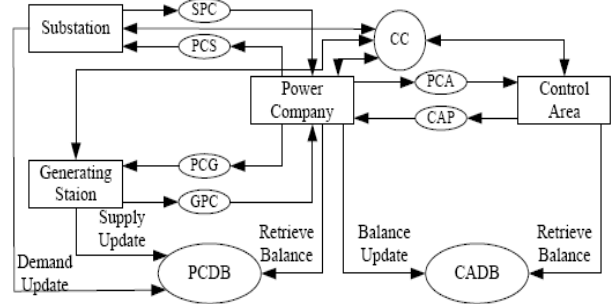 SPC
Substation
CC
PCS
Power
Company
PCA
Control
Area
CAP
Generating
Staion
PCG
GPC
Supply
Update
Retrieve
Balance
Balance
Update
Retrieve
Balance
Demand
Update
PCDB
CADB